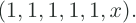 (1, 1, 1, 1, 1, x).